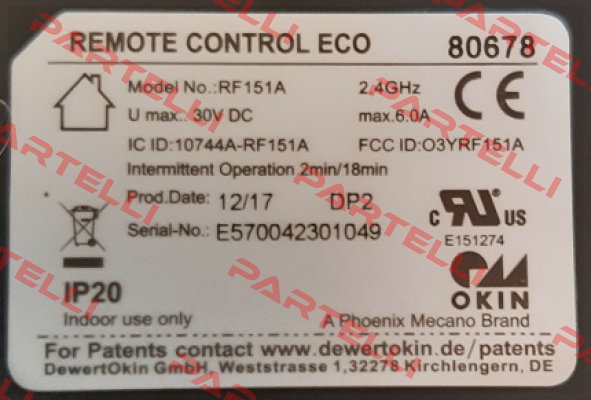 REMOTE CONTROL ECO 80678
Model No.:RF151A 2.4GHz
U max.: 30V DC max.6.0A
IC ID:10744A-RF151A FCC ID:O3YRF151A
Intermittent Operation 2min/18min
Prod.Date: 12/17 DP2
Serial-No.: E570042301049
c RU US
E151274
IP20
OKIN
Indoor use only A Phoenix Mecano Brand
For Patents contact www.dewertokin.de/patents
DewertOkin GmbH, Weststrasse 1,32278 Kirchlengern, DE
PARTELLI
PARTELLI
PARTELLI
PARTELLI
PARTELLI
PARTELLI